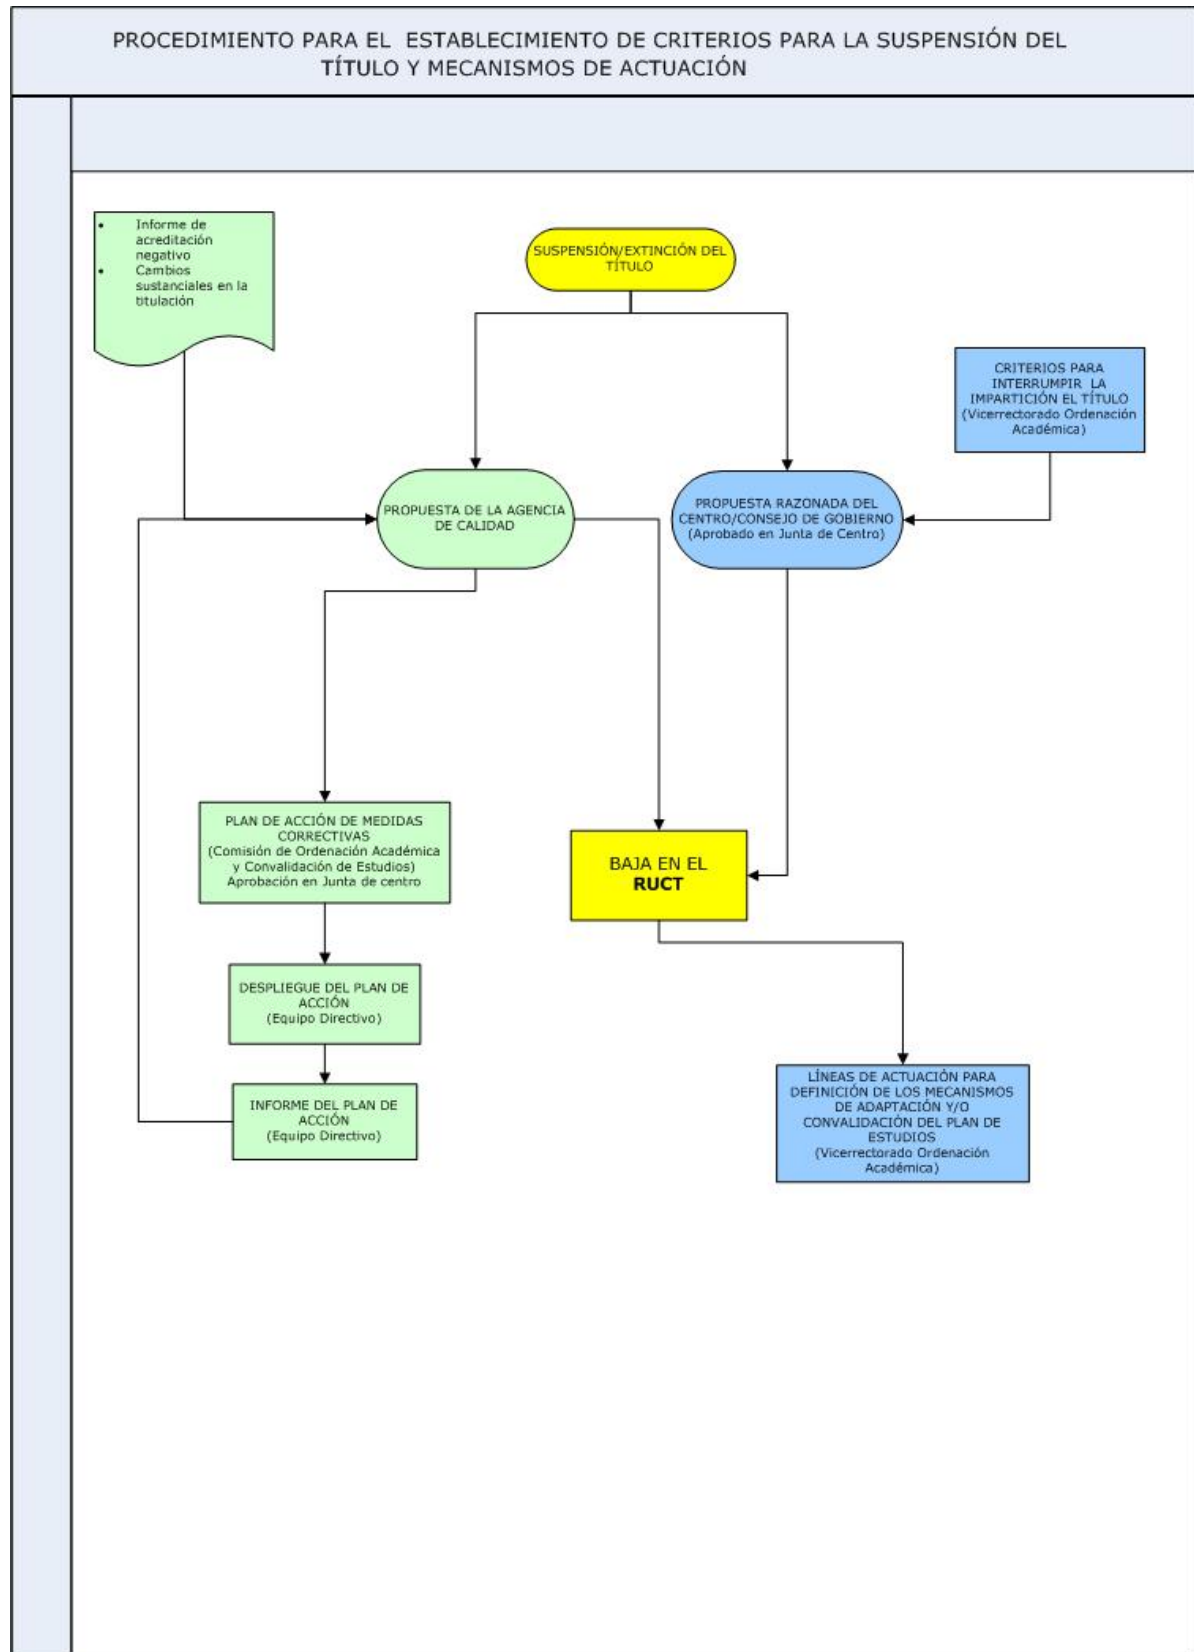 PROCEDIMIENTO PARA EL ESTABLECIMIENTO DE CRITERIOS PARA LA SUSPENSIÓN DEL
TÍTULO Y MECANISMOS DE ACTUACIÓN
• Informe de
acreditación
negativo
• Cambios
sustanciales en la
titulación
SUSPENSIÓN/EXTINCIÓN DEL
TÍTULO
CRITERIOS PARA
INTERRUMPIR LA
IMPARTICIÓN EL TÍTULO
(Vicerrectorado Ordenación
Académica)
PROPUESTA DE LA AGENCIA
DE CALIDAD
PROPUESTA RAZONADA DEL
CENTRO/CONSEJO DE GOBIERNO
(Aprobado en Junta de Centro)
PLAN DE ACCIÓN DE MEDIDAS
CORRECTIVAS
(Comisión de Ordenación Académica
y Convalidación de Estudios)
Aprobación en Junta de centro
BAJA EN EL
RUCT
DESPLIEGUE DEL PLAN DE
ACCIÓN
(Equipo Directivo)
INFORME DEL PLAN DE
ACCIÓN
(Equipo Directivo)
LÍNEAS DE ACTUACIÓN PARA
DEFINICIÓN DE LOS MECANISMOS
DE ADAPTACIÓN Y/O
CONVALIDACIÓN DEL PLAN DE
ESTUDIOS
(Vicerrectorado Ordenación
Académica)